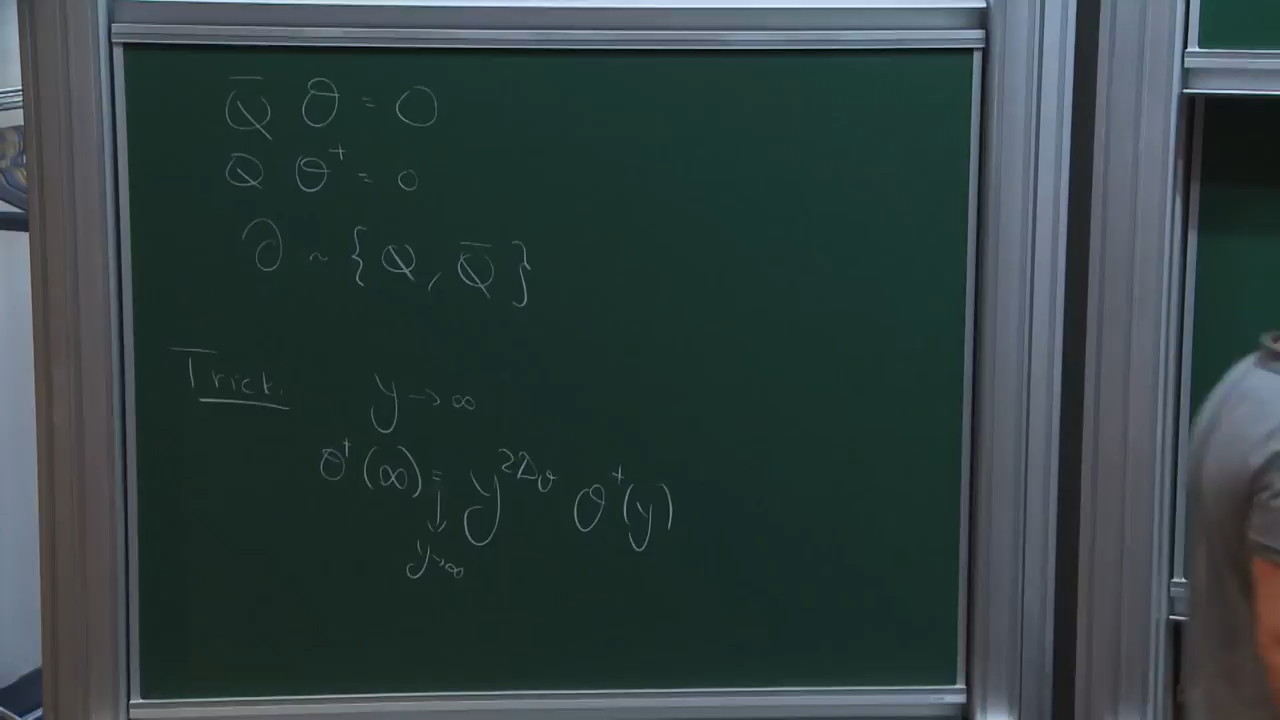 Q̄ O = 0
Q O⁺ = 0
∂ ~ { Q , Q̄ }
Trick. y → ∞
O†(∞) = y^{2Δ_O} O⁺(y)
y→∞